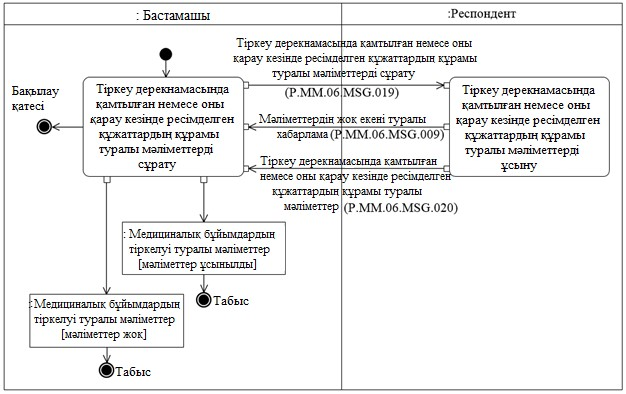 : Бастамашы
:Респондент
Тіркеу дерекнамасында қамтылған немесе оны
қарау кезінде ресімделген құжаттардың құрамы
туралы мәліметтерді сұрату
(P.MM.06.MSG.019)
Бақылау
қатесі
Тіркеу дерекнамасында
қамтылған немесе оны
қарау кезінде ресімделген
құжаттардың құрамы
туралы мәліметтерді
сұрату
Мәліметтердің жоқ екені туралы
хабарлама (P.MM.06.MSG.009)
Тіркеу дерекнамасында қамтылған
немесе оны қарау кезінде ресімделген
құжаттардың құрамы туралы
мәліметтер (P.MM.06.MSG.020)
Тіркеу дерекнамасында
қамтылған немесе оны
қарау кезінде ресімделген
құжаттардың құрамы
туралы мәліметтерді
ұсыну
: Медициналық бұйымдардың
тіркелуі туралы мәліметтер
[мәліметтер ұсынылды]
Табыс
: Медициналық бұйымдардың
тіркелуі туралы мәліметтер
[мәліметтер жоқ]
Табыс